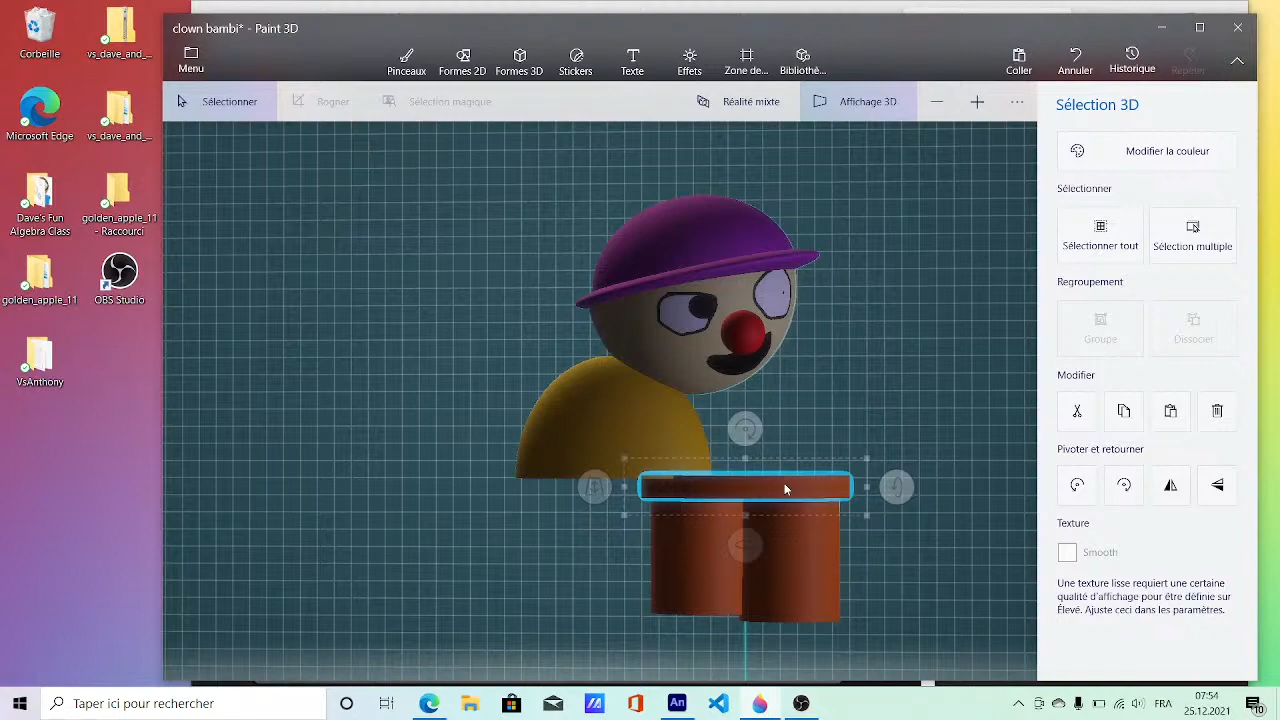 Corbeille
vs_dave_and_...
clown bambi* - Paint 3D
Menu
Pinceaux
Formes 2D
Formes 3D
Stickers
Texte
Effets
Zone de...
Bibliothè...
Coller
Annuler
Historique
Répéter
Sélectionner
Rogner
Sélection magique
Réalité mixte
Affichage 3D
Microsoft Edge
vs_dave_and_...
Dave's Fun
Algebra Class
golden_apple_11
- Raccourci
golden_apple_11
OBS Studio
VsAnthony
Sélection 3D
Modifier la couleur
Sélectionner
Sélectionner tout
Sélection multiple
Regroupement
Groupe
Dissocier
Modifier
Pivoter et retourner
Texture
Smooth
Une texture lisse requiert une certaine
qualité d'affichage pour être définie sur
Élevé. Ajuste ceci dans les paramètres.
Taper ici pour rechercher
An
FRA
07:54
25.12.2021
10